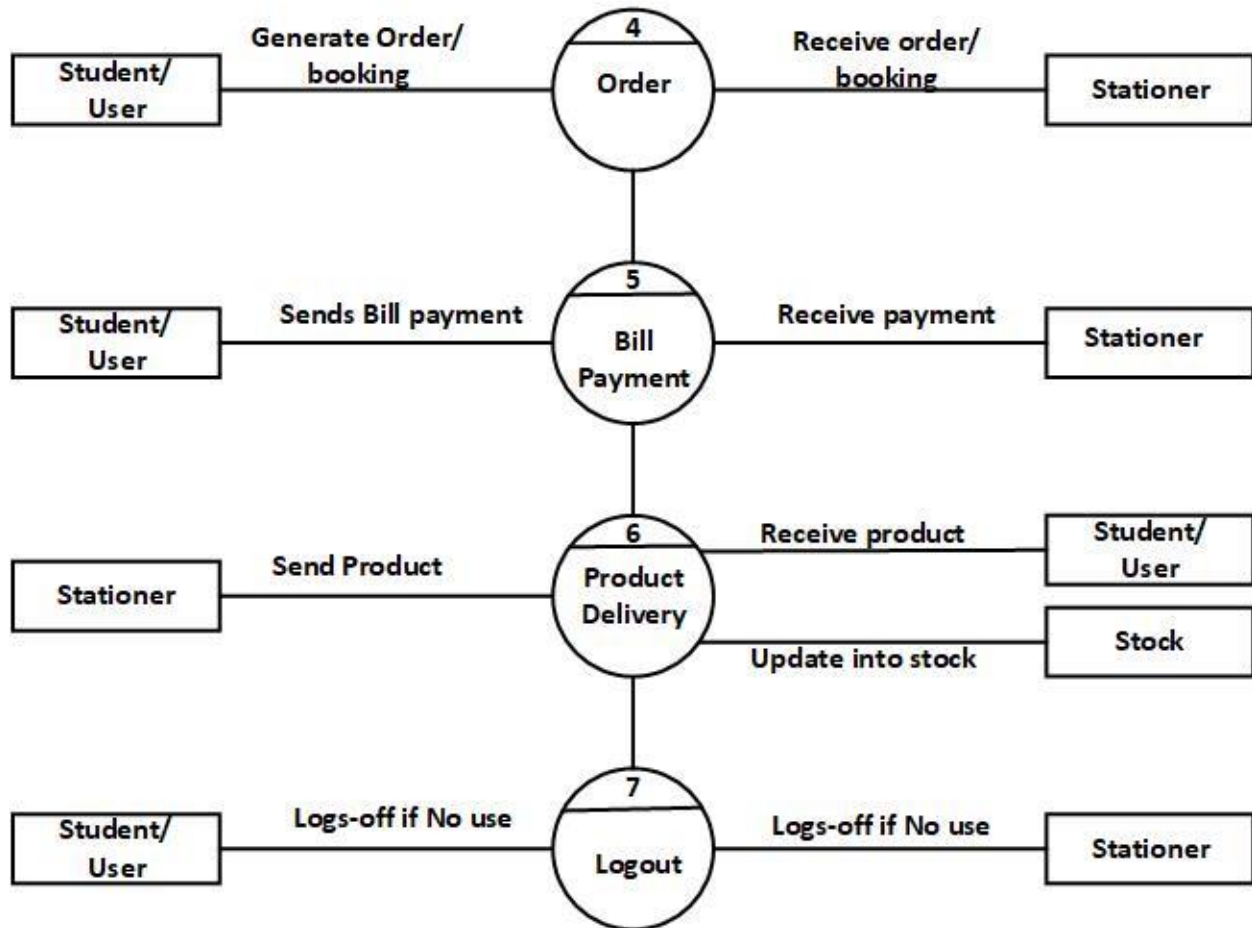 4
Generate Order/
booking
Receive order/
booking
Student/
User
Order
Stationer
5
Sends Bill payment
Receive payment
Student/
User
Bill
Payment
Stationer
6
Receive product
Student/
User
Send Product
Stationer
Product
Delivery
Stock
Update into stock
7
Logs-off if No use
Logs-off if No use
Student/
User
Logout
Stationer